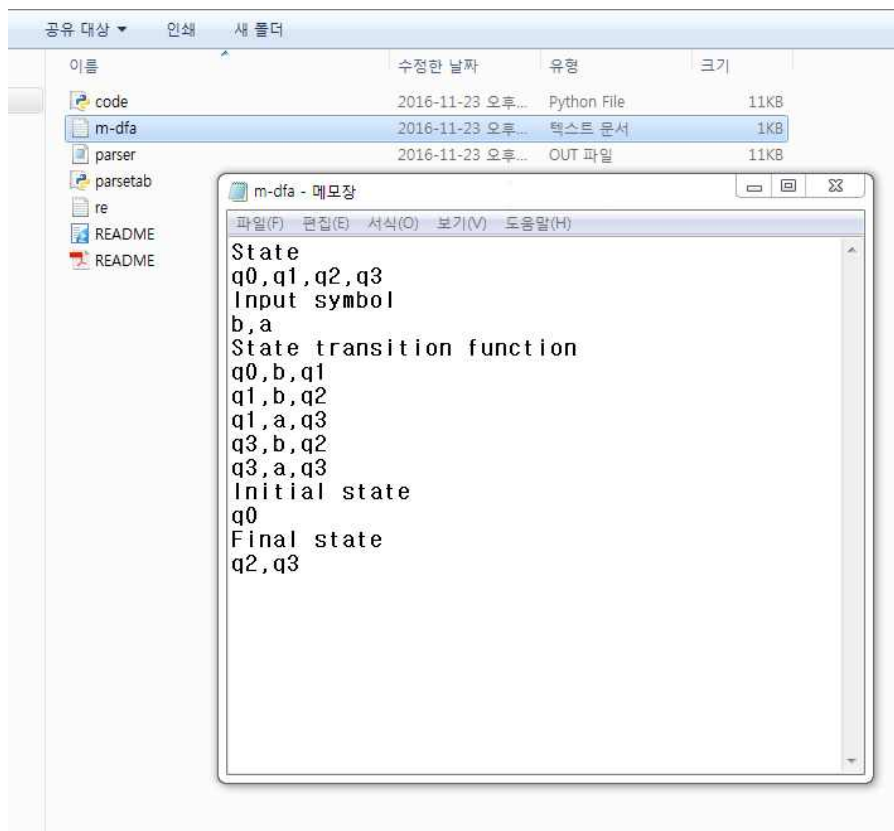 공유 대상 ▼ 인쇄 새 폴더
이름 수정한 날짜 유형 크기
code 2016-11-23 오후... Python File 11KB
m-dfa 2016-11-23 오후... 텍스트 문서 1KB
parser 2016-11-23 오후... OUT 파일 11KB
parsetab
re
README
README
m-dfa - 메모장
파일(F) 편집(E) 서식(O) 보기(V) 도움말(H)
State
q0,q1,q2,q3
Input symbol
b,a
State transition function
q0,b,q1
q1,b,q2
q1,a,q3
q3,b,q2
q3,a,q3
Initial state
q0
Final state
q2,q3